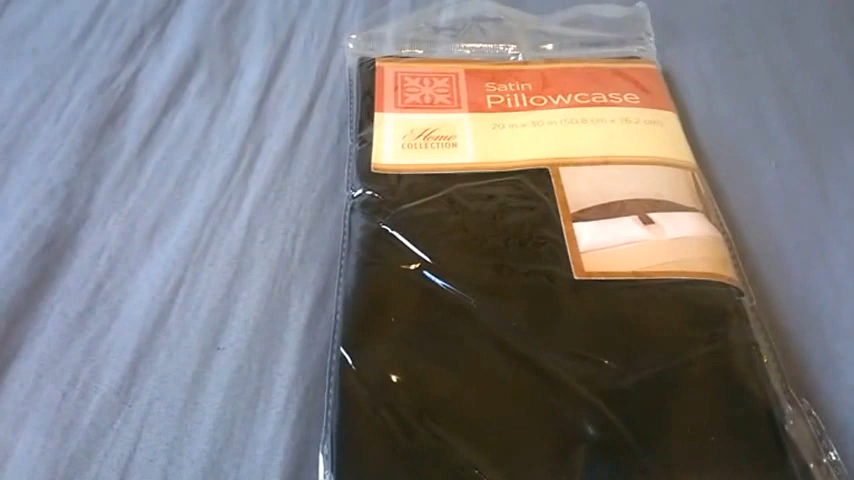 Satin
Pillowcase
20 in x 30 in (50.8 cm x 76.2 cm)
Home
COLLECTION